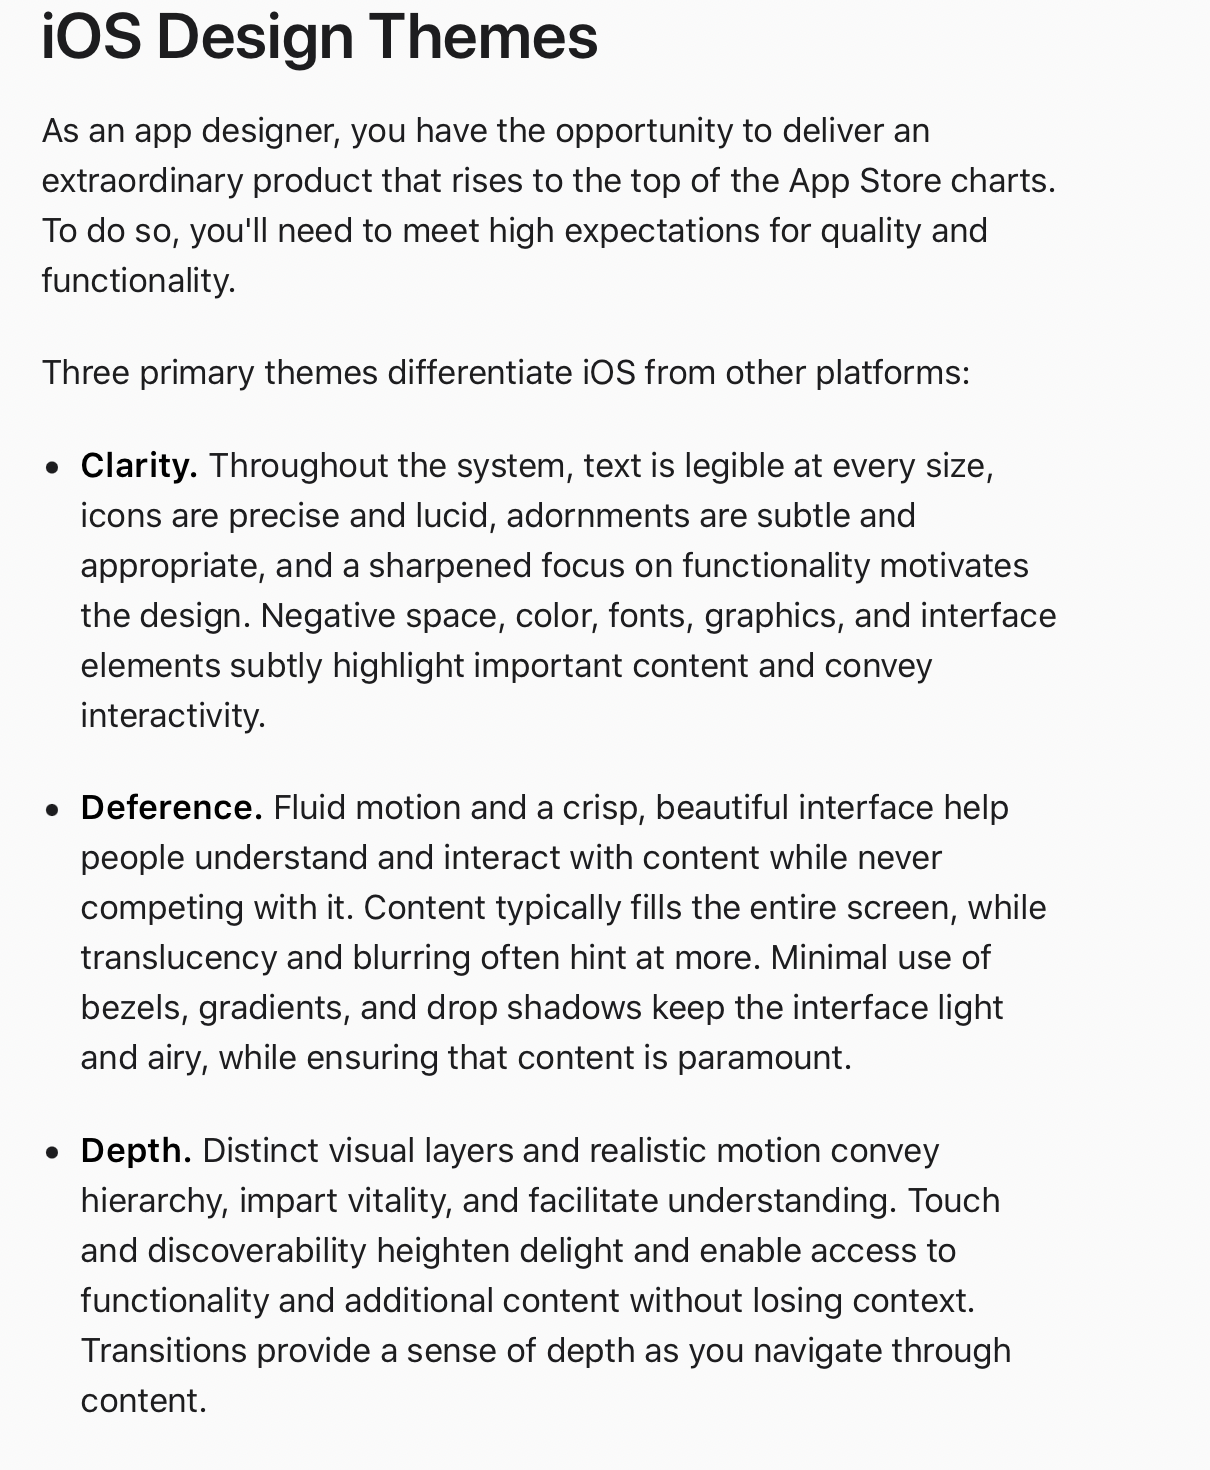 iOS Design Themes
As an app designer, you have the opportunity to deliver an
extraordinary product that rises to the top of the App Store charts.
To do so, you'll need to meet high expectations for quality and
functionality.
Three primary themes differentiate iOS from other platforms:
• Clarity. Throughout the system, text is legible at every size,
icons are precise and lucid, adornments are subtle and
appropriate, and a sharpened focus on functionality motivates
the design. Negative space, color, fonts, graphics, and interface
elements subtly highlight important content and convey
interactivity.
• Deference. Fluid motion and a crisp, beautiful interface help
people understand and interact with content while never
competing with it. Content typically fills the entire screen, while
translucency and blurring often hint at more. Minimal use of
bezels, gradients, and drop shadows keep the interface light
and airy, while ensuring that content is paramount.
• Depth. Distinct visual layers and realistic motion convey
hierarchy, impart vitality, and facilitate understanding. Touch
and discoverability heighten delight and enable access to
functionality and additional content without losing context.
Transitions provide a sense of depth as you navigate through
content.